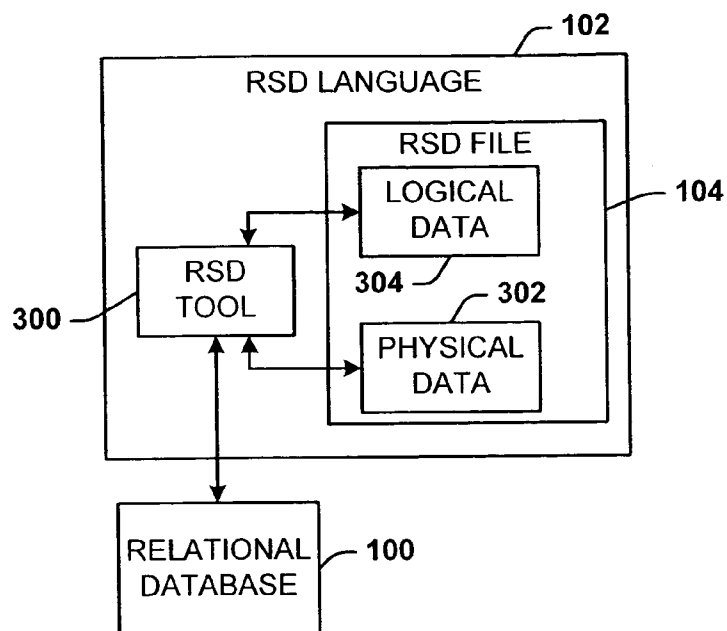 102
RSD LANGUAGE
RSD FILE
LOGICAL
DATA
104
304
RSD
TOOL
300
302
PHYSICAL
DATA
RELATIONAL
DATABASE
100